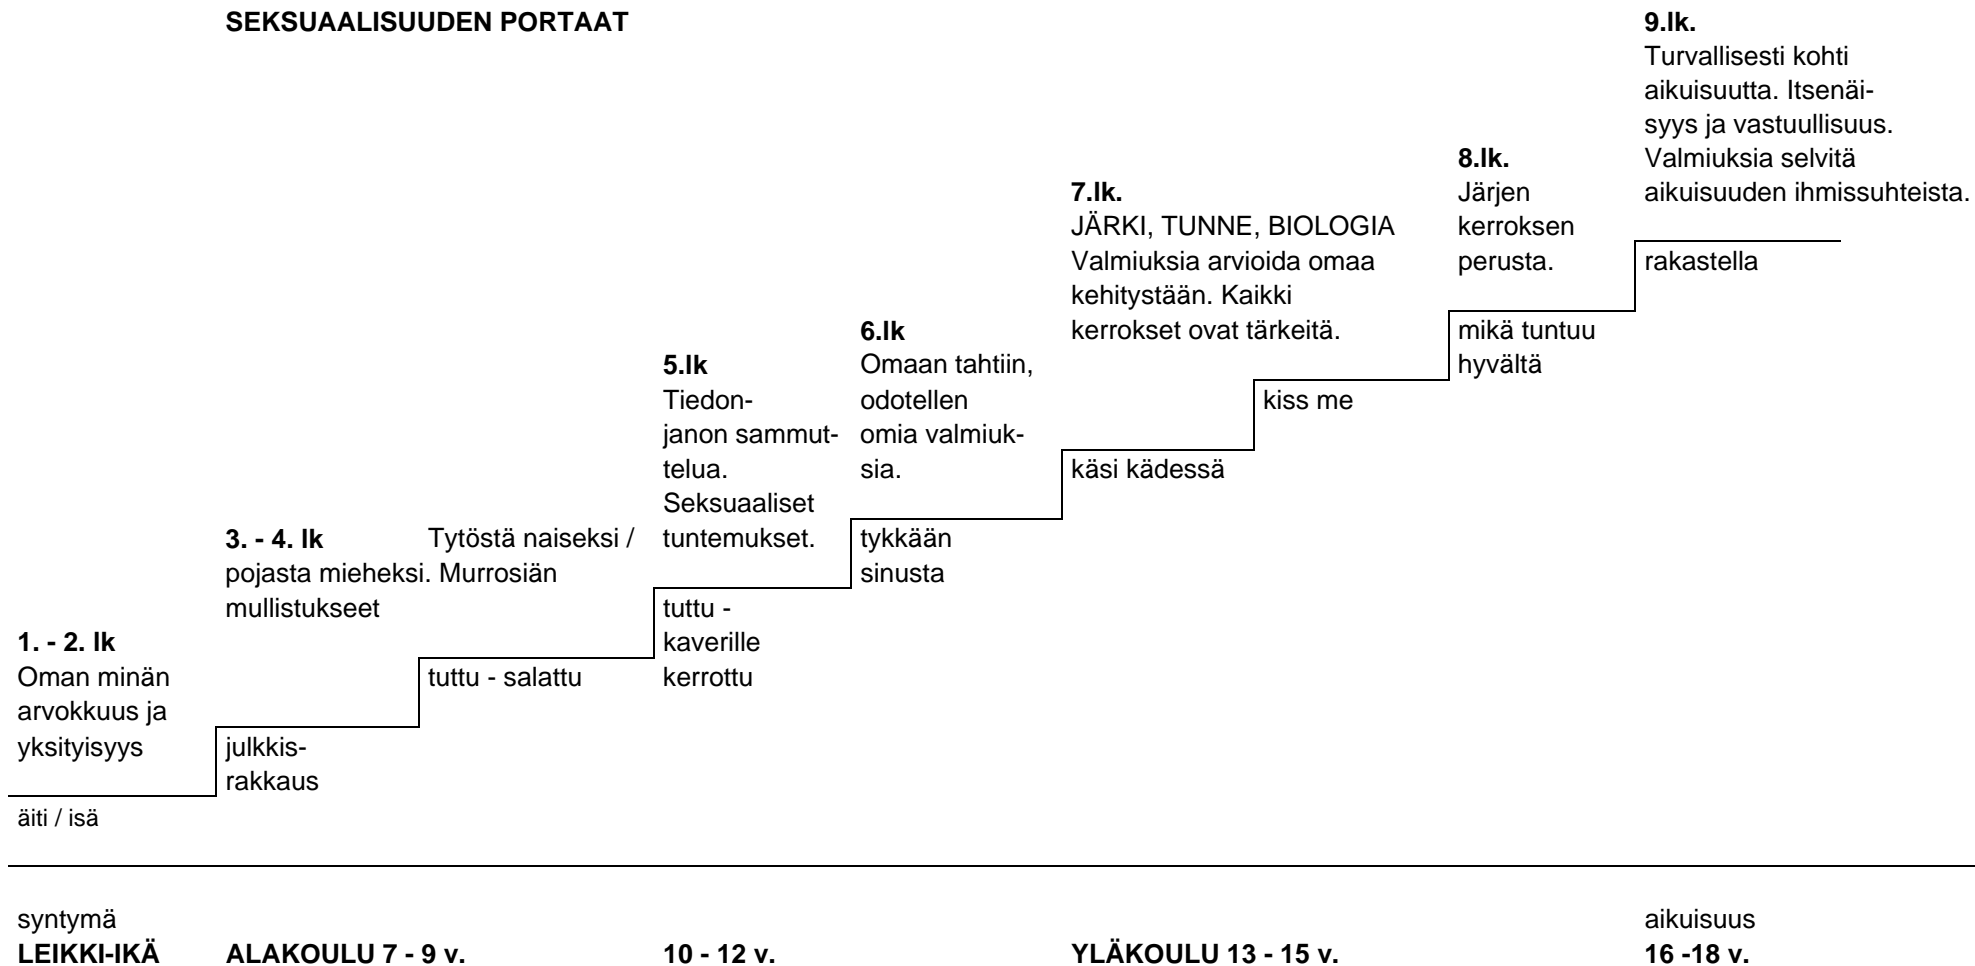 SEKSUAALISUUDEN PORTAAT
9.lk.
Turvallisesti kohti
aikuisuutta. Itsenäi-
syys ja vastuullisuus.
Valmiuksia selvitä
aikuisuuden ihmissuhteista.
rakastella
8.lk.
Järjen
kerroksen
perusta.
mikä tuntuu
hyvältä
7.lk.
JÄRKI, TUNNE, BIOLOGIA
Valmiuksia arvioida omaa
kehitystään. Kaikki
kerrokset ovat tärkeitä.
kiss me
käsi kädessä
6.lk
Omaan tahtiin,
odotellen
omia valmiuk-
sia.
tykkään
sinusta
5.lk
Tiedon-
janon sammut-
telua.
Seksuaaliset
tuntemukset.
tuttu -
kaverille
kerrottu
3. - 4. lk Tytöstä naiseksi /
pojasta mieheksi. Murrosiän
mullistukseet
tuttu - salattu
julkkis-
rakkaus
1. - 2. lk
Oman minän
arvokkuus ja
yksityisyys
äiti / isä
syntymä aikuisuus
LEIKKI-IKÄ ALAKOULU 7 - 9 v. 10 - 12 v. YLÄKOULU 13 - 15 v. 16 -18 v.